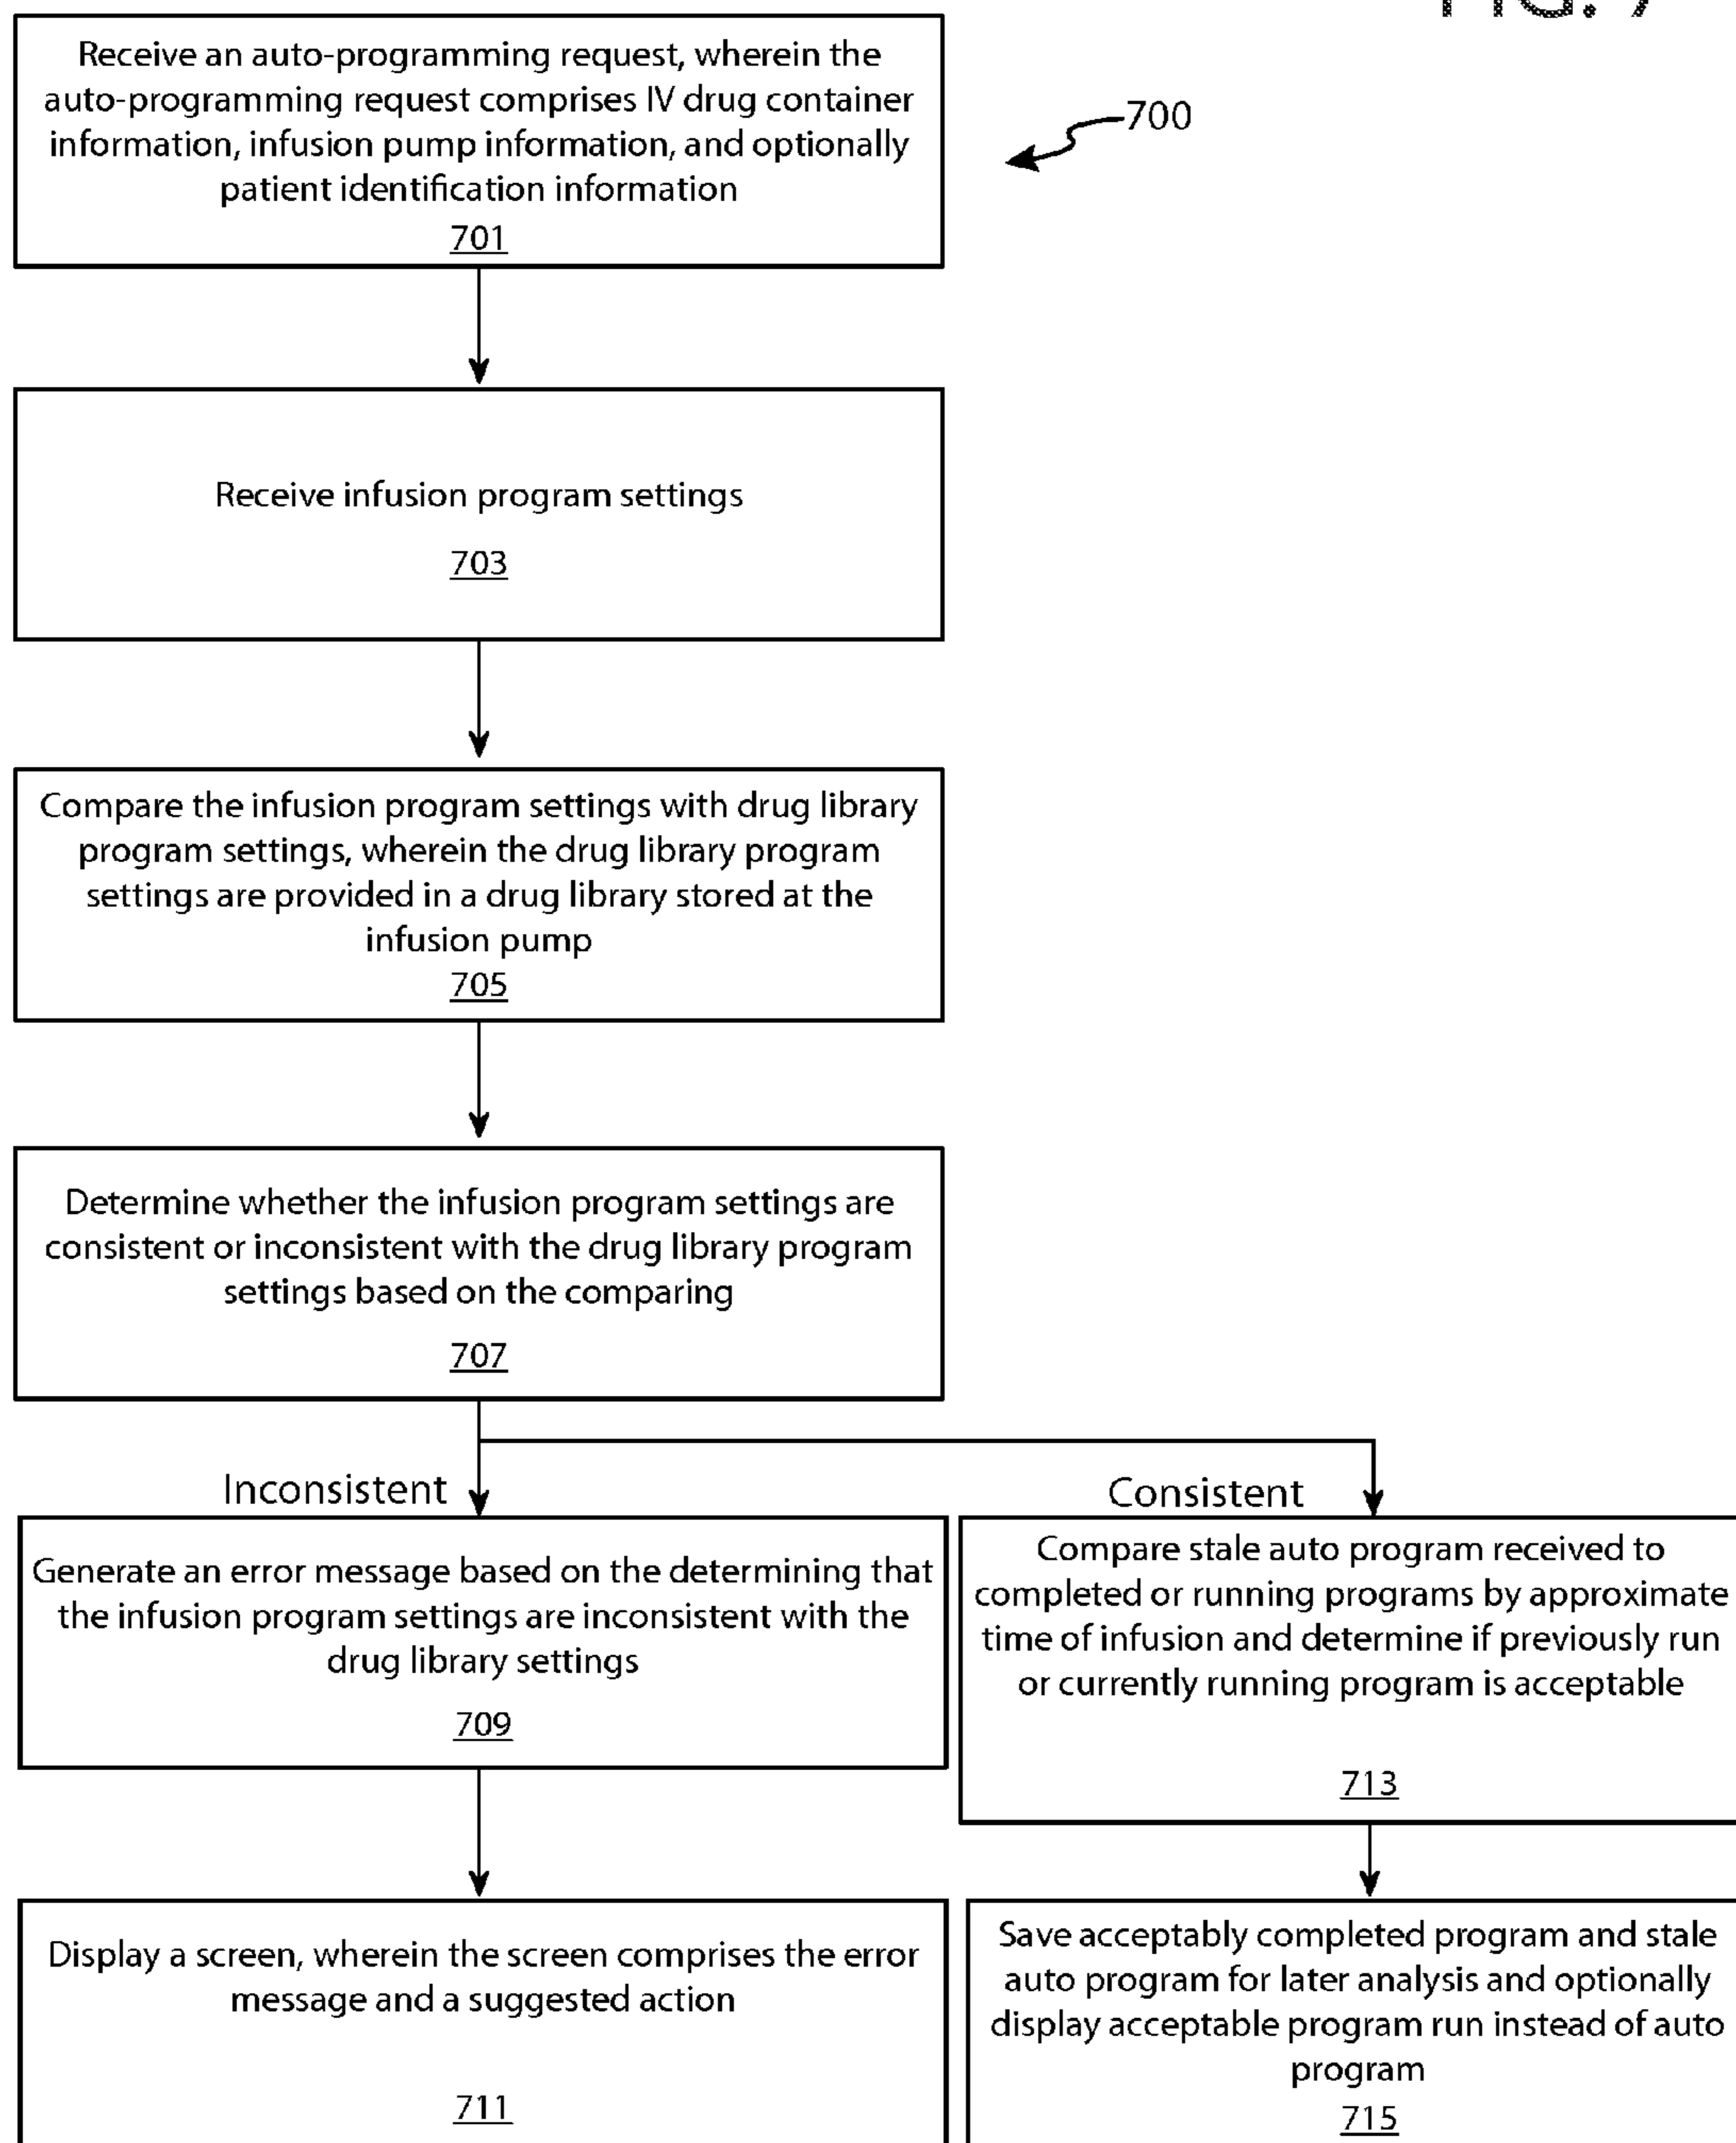 Receive an auto-programming request, wherein the
auto-programming request comprises IV drug container
information, infusion pump information, and optionally
patient identification information
701
700
Receive infusion program settings
703
Compare the infusion program settings with drug library
program settings, wherein the drug library program
settings are provided in a drug library stored at the
infusion pump
705
Determine whether the infusion program settings are
consistent or inconsistent with the drug library program
settings based on the comparing
707
Inconsistent
Consistent
Generate an error message based on the determining that
the infusion program settings are inconsistent with the
drug library settings
709
Compare stale auto program received to
completed or running programs by approximate
time of infusion and determine if previously run
or currently running program is acceptable
713
Display a screen, wherein the screen comprises the error
message and a suggested action
711
Save acceptably completed program and stale
auto program for later analysis and optionally
display acceptable program run instead of auto
program
715